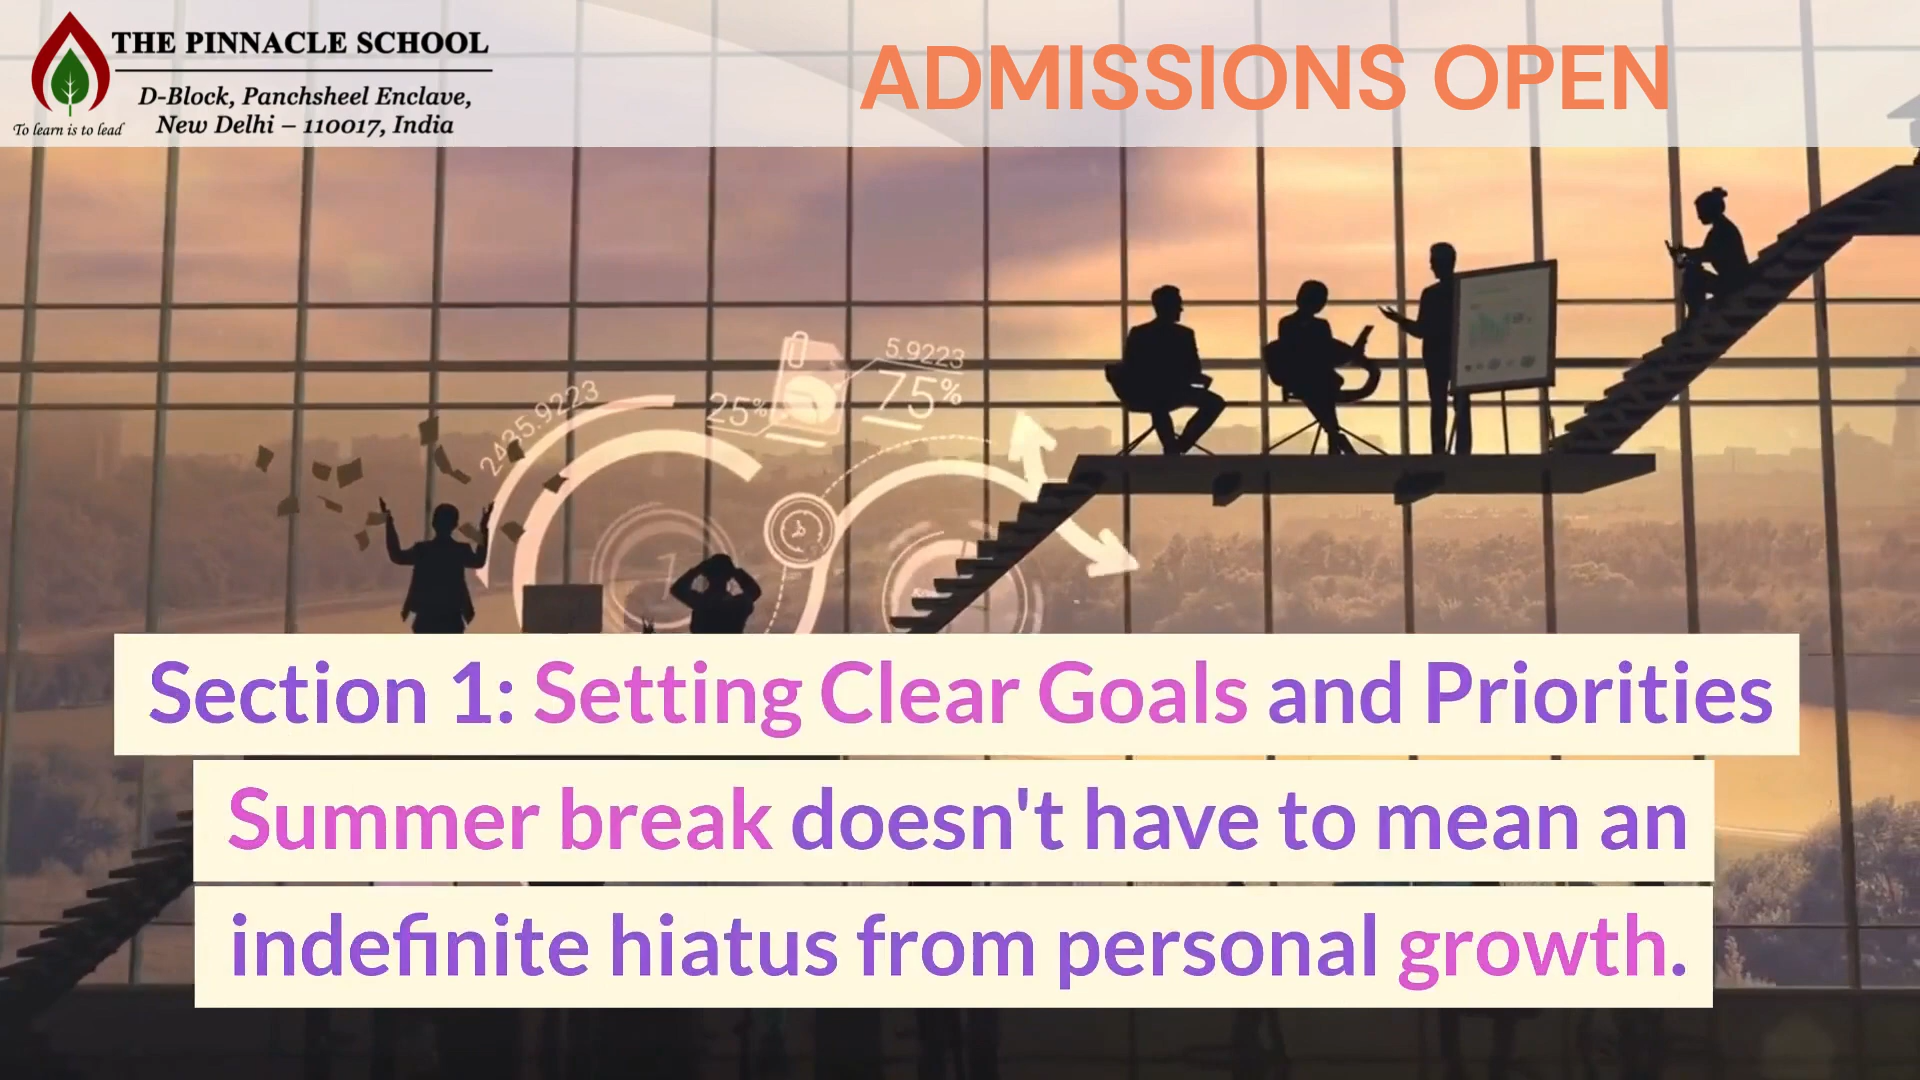 THE PINNACLE SCHOOL
D-Block, Panchsheel Enclave,
New Delhi – 110017, India
To learn is to lead
ADMISSIONS OPEN
5.9223
75%
25%
2435.9223
Section 1: Setting Clear Goals and Priorities
Summer break doesn't have to mean an
indefinite hiatus from personal growth.